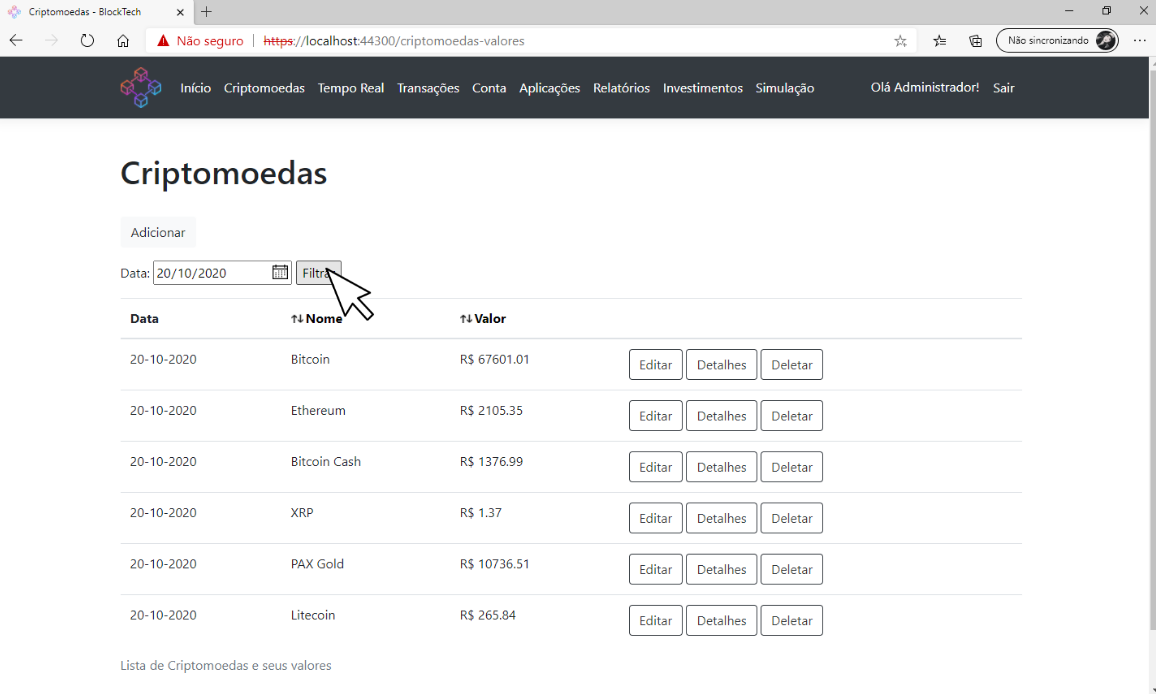 Criptomoedas - BlockTech
Não seguro https://localhost:44300/criptomoedas-valores Não sincronizando
Início Criptomoedas Tempo Real Transações Conta Aplicações Relatórios Investimentos Simulação Olá Administrador! Sair
Criptomoedas
Adicionar
Data: 20/10/2020
Data ↑↓Nome ↑↓Valor
20-10-2020 Bitcoin R$ 67601.01 Editar Detalhes Deletar
20-10-2020 Ethereum R$ 2105.35 Editar Detalhes Deletar
20-10-2020 Bitcoin Cash R$ 1376.99 Editar Detalhes Deletar
20-10-2020 XRP R$ 1.37 Editar Detalhes Deletar
20-10-2020 PAX Gold R$ 10736.51 Editar Detalhes Deletar
20-10-2020 Litecoin R$ 265.84 Editar Detalhes Deletar
Lista de Criptomoedas e seus valores